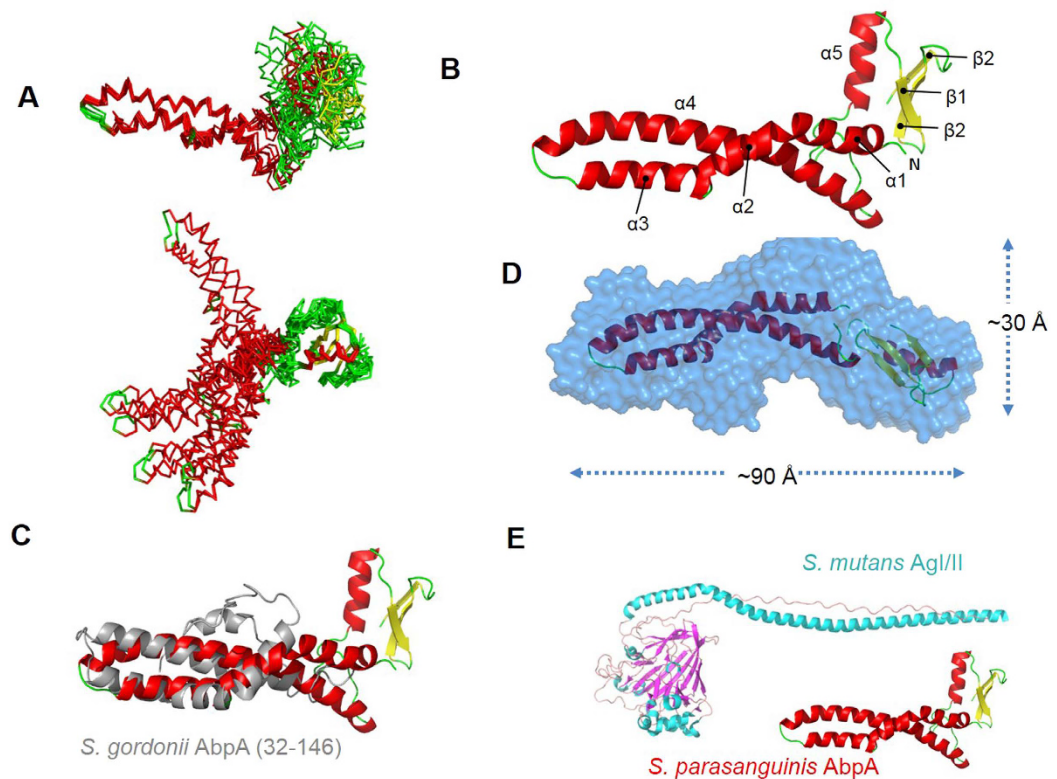 A
B
α5
β2
β1
β2
α4
N
α1
α2
α3
D
~30 Å
~90 Å
C
S. gordonii AbpA (32-146)
E
S. mutans AgI/II
S. parasanguinis AbpA